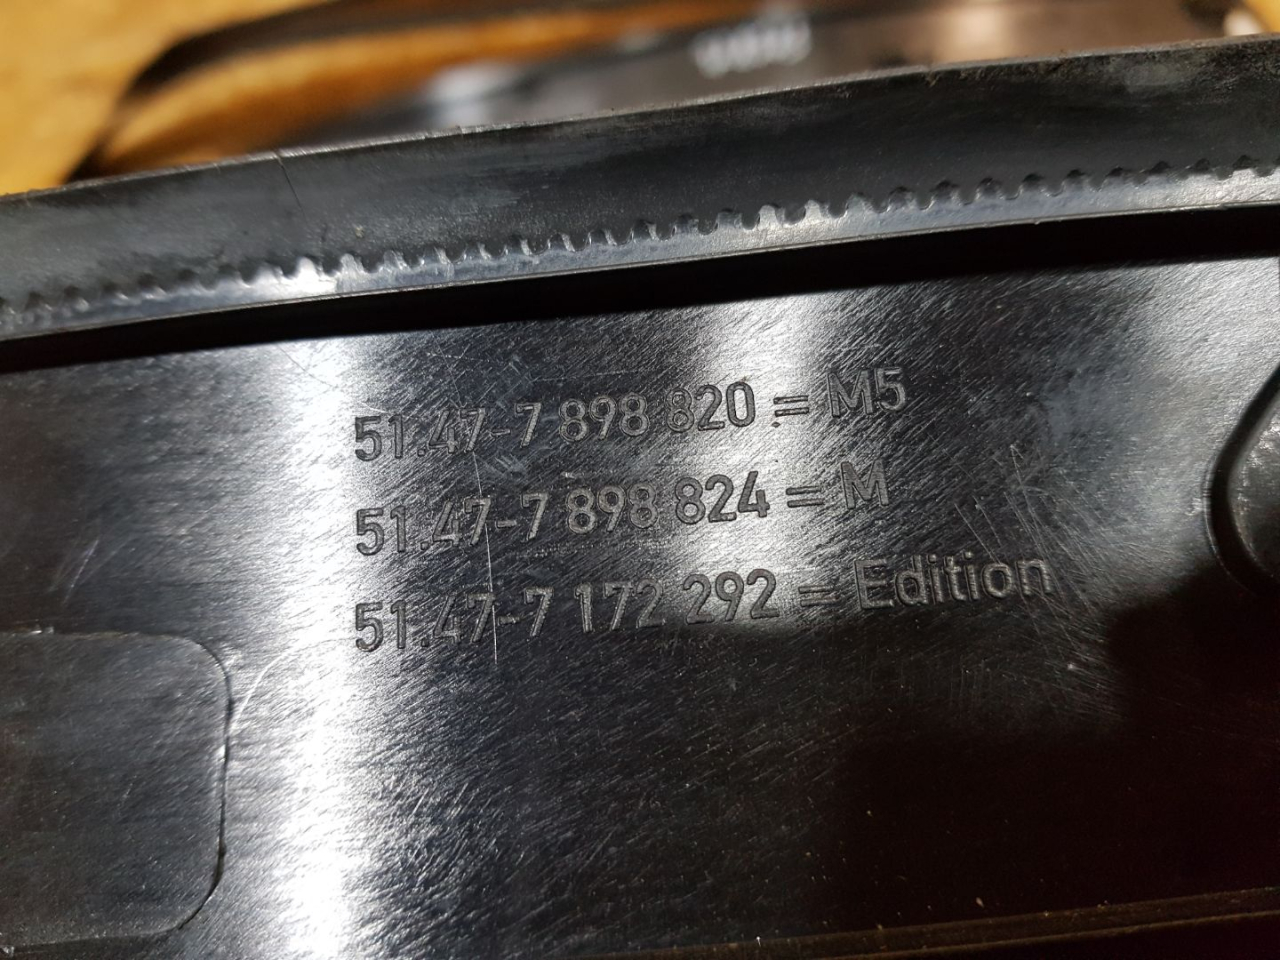 51.47-7 898 820 = M5
51.47-7 898 824 = M
51.47-7 172 292 = Edition